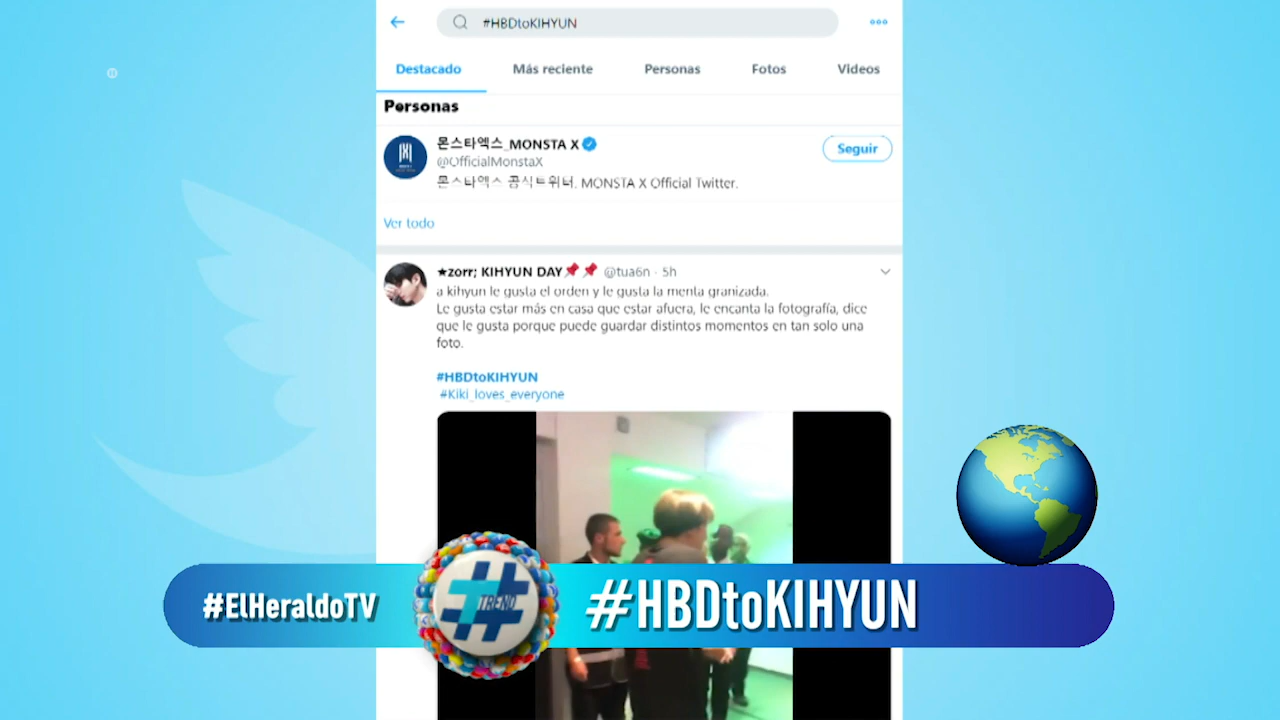 #HBDtoKIHYUN
Destacado Más reciente Personas Fotos Videos
Personas
몬스타엑스_MONSTA X
@OfficialMonstaX
몬스타엑스 공식트위터. MONSTA X Official Twitter.
Seguir
Ver todo
★zorr; KIHYUN DAY📌📌 @tua6n · 5h
a kihyun le gusta el orden y le gusta la menta granizada.
Le gusta estar más en casa que estar afuera, le encanta la fotografía, dice
que le gusta porque puede guardar distintos momentos en tan solo una
foto.
#HBDtoKIHYUN
#Kiki_loves_everyone
#ElHeraldoTV
TREND
#HBDtoKIHYUN